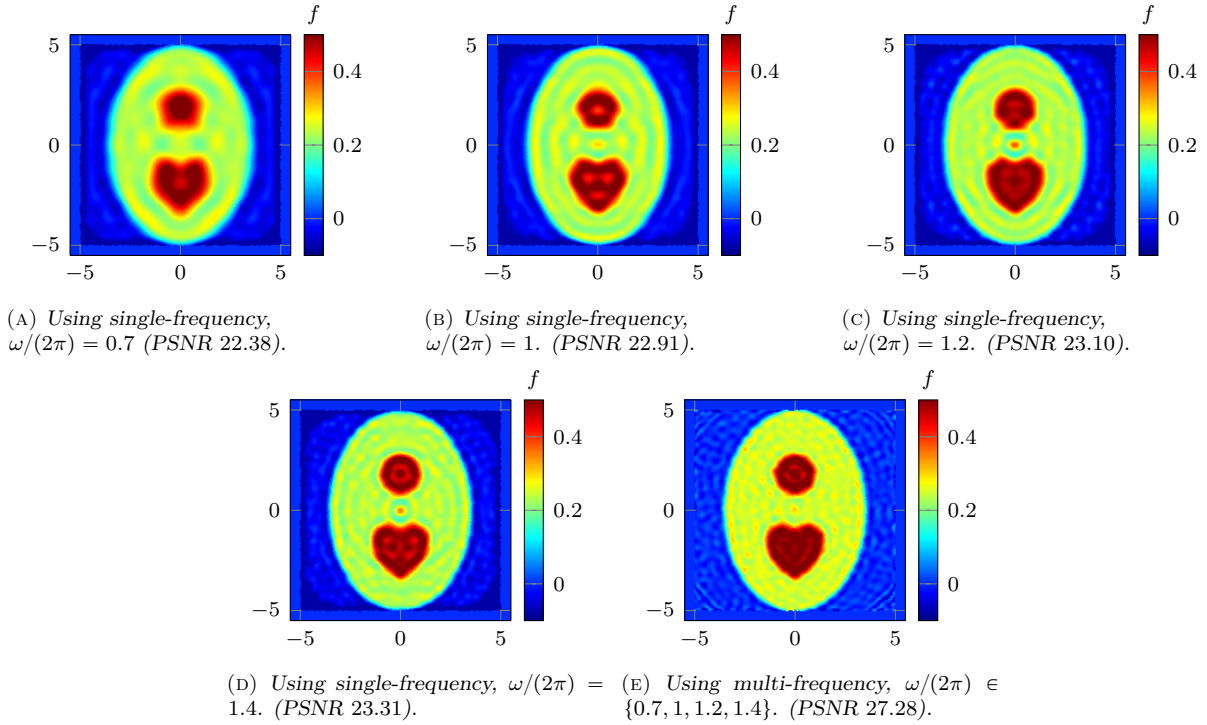 f f f
5 0.4 5 0.4 5 0.4
0 0.2 0 0.2 0 0.2
0 0 0
−5 −5 −5
−5 0 5 −5 0 5 −5 0 5
(A) Using single-frequency,
ω/(2π) = 0.7 (PSNR 22.38).
(B) Using single-frequency,
ω/(2π) = 1. (PSNR 22.91).
(C) Using single-frequency,
ω/(2π) = 1.2. (PSNR 23.10).
f f
5 0.4 5 0.4
0 0.2 0 0.2
0 0
−5 −5
−5 0 5 −5 0 5
(D) Using single-frequency, ω/(2π) =
1.4. (PSNR 23.31).
(E) Using multi-frequency, ω/(2π) ∈
{0.7, 1, 1.2, 1.4}. (PSNR 27.28).